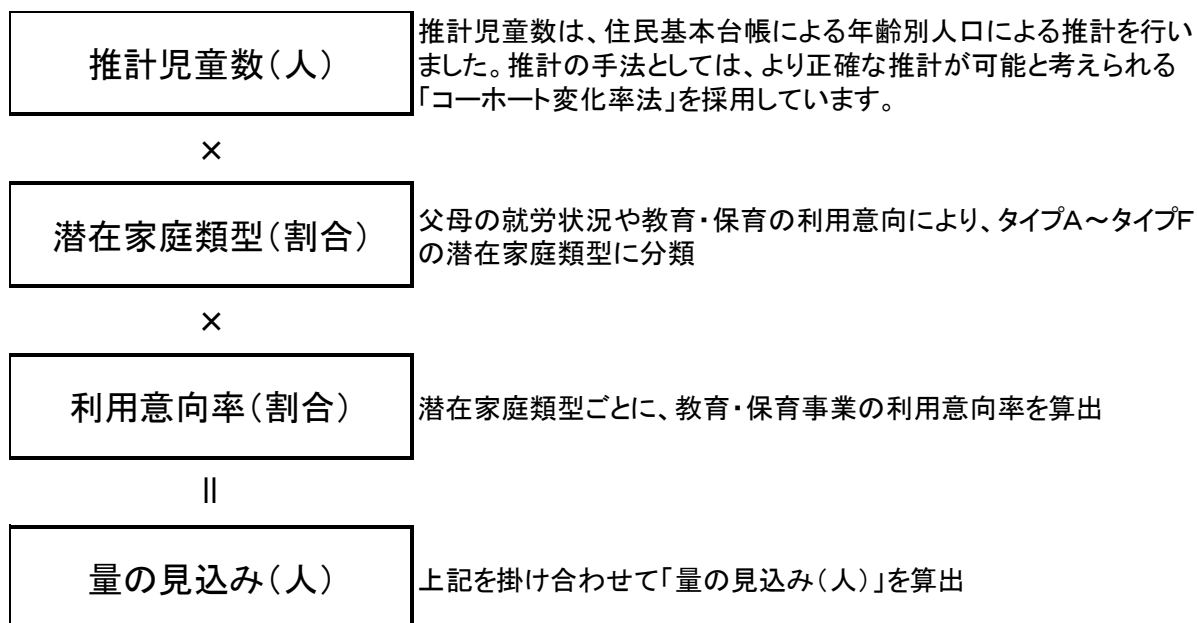 推計児童数(人)
推計児童数は、住民基本台帳による年齢別人口による推計を行い
ました。推計の手法としては、より正確な推計が可能と考えられる
「コーホート変化率法」を採用しています。
×
潜在家庭類型(割合)
父母の就労状況や教育・保育の利用意向により、タイプA~タイプF
の潜在家庭類型に分類
×
利用意向率(割合)
潜在家庭類型ごとに、教育・保育事業の利用意向率を算出
||
量の見込み(人)
上記を掛け合わせて「量の見込み(人)」を算出